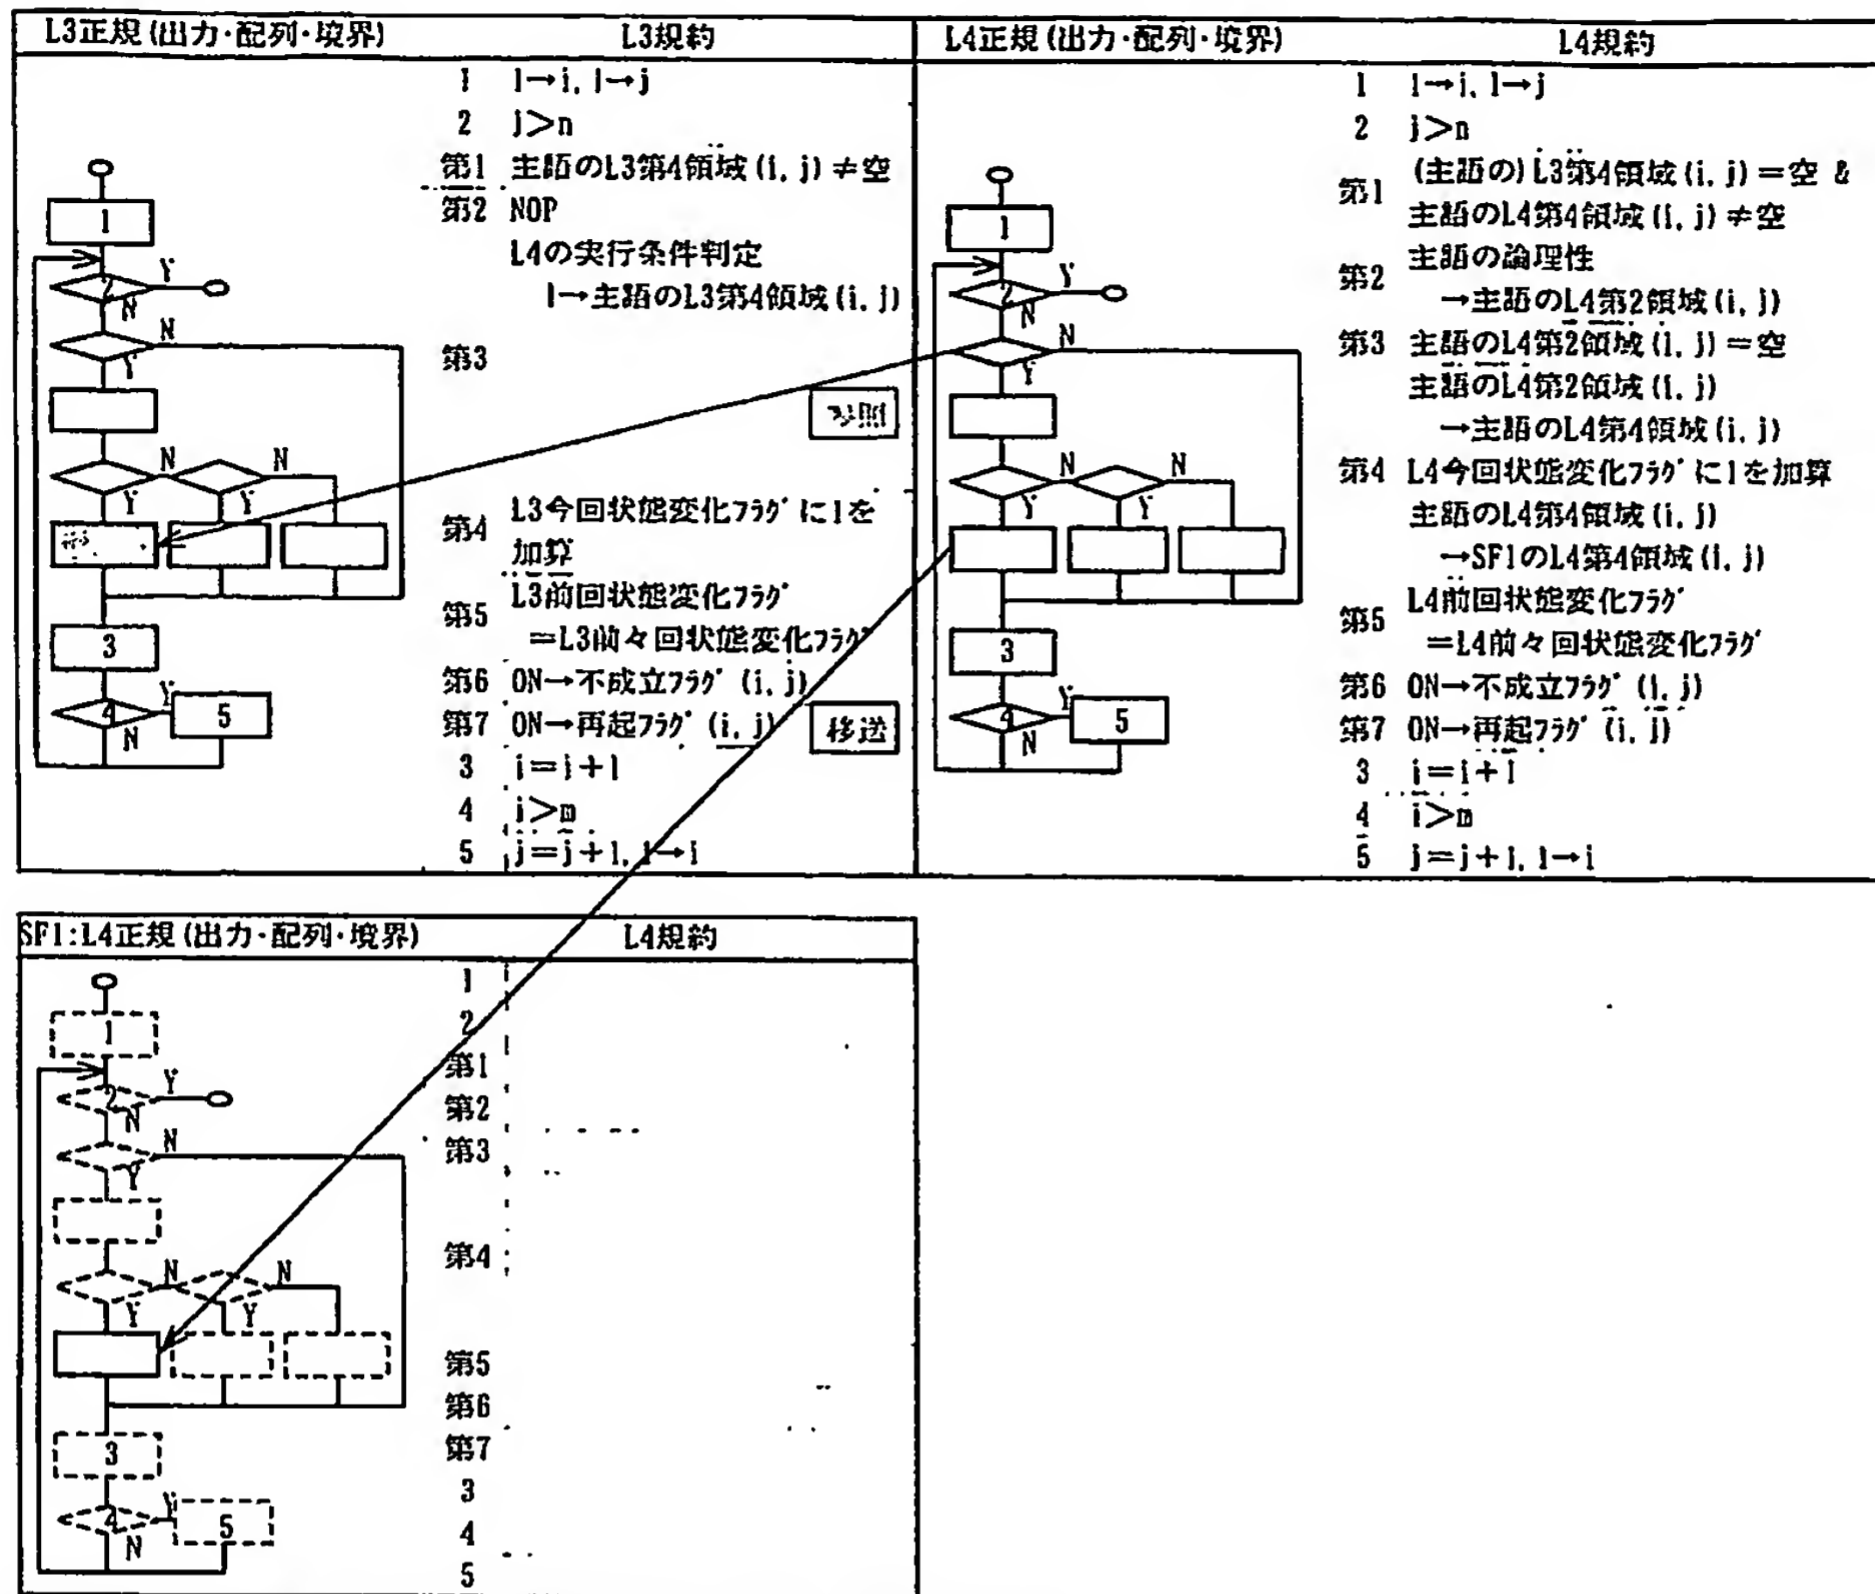 L3正規(出力･配列･境界) L3規約
1 1→i, 1→j
2 j>n
第1 主語のL3第4領域(i, j)≠空
第2 NOP
L4の実行条件判定
1→主語のL3第4領域(i, j)
第3
参照
第4 L3今回状態変化ﾌﾗｸﾞに1を
加算
第5 L3前回状態変化ﾌﾗｸﾞ
=L3前々回状態変化ﾌﾗｸﾞ
第6 ON→不成立ﾌﾗｸﾞ(i, j)
第7 ON→再起ﾌﾗｸﾞ(i, j)
移送
3 i=i+1
4 i>m
5 j=j+1, 1→i
1
2
Y
N
N
Y
N
N
Y
Y
3
4
Y
5
N
L4正規(出力･配列･境界) L4規約
1 1→i, 1→j
2 j>n
第1 (主語の)L3第4領域(i, j)=空 &
主語のL4第4領域(i, j)≠空
第2 主語の論理性
→主語のL4第2領域(i, j)
第3 主語のL4第2領域(i, j)=空
主語のL4第2領域(i, j)
→主語のL4第4領域(i, j)
第4 L4今回状態変化ﾌﾗｸﾞに1を加算
主語のL4第4領域(i, j)
→SF1のL4第4領域(i, j)
第5 L4前回状態変化ﾌﾗｸﾞ
=L4前々回状態変化ﾌﾗｸﾞ
第6 ON→不成立ﾌﾗｸﾞ(i, j)
第7 ON→再起ﾌﾗｸﾞ(i, j)
3 i=i+1
4 i>m
5 j=j+1, 1→i
1
2
Y
N
N
Y
N
N
Y
Y
3
4
Y
5
N
SF1:L4正規(出力･配列･境界) L4規約
1
2
第1
第2
第3
第4
第5
第6
第7
3
4
5
1
2
Y
N
N
Y
N
N
Y
Y
3
4
Y
5
N